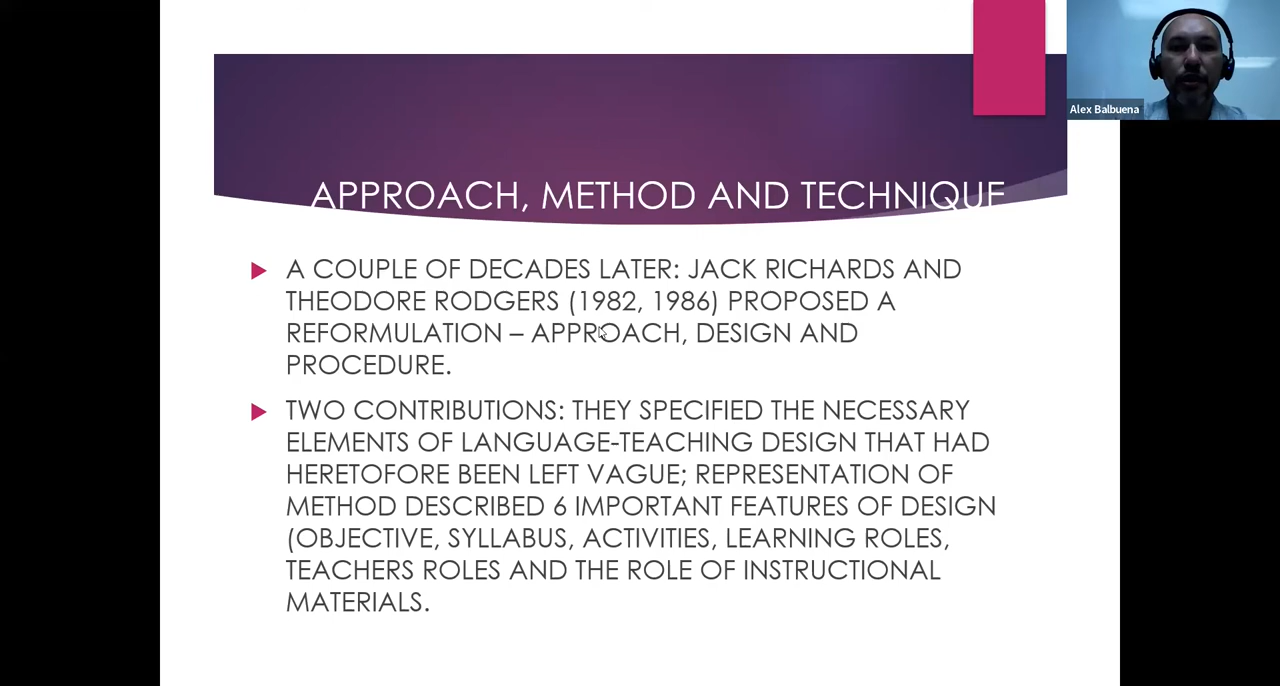 Alex Balbuena
APPROACH, METHOD AND TECHNIQUE
A COUPLE OF DECADES LATER: JACK RICHARDS AND
THEODORE RODGERS (1982, 1986) PROPOSED A
REFORMULATION – APPROACH, DESIGN AND
PROCEDURE.
TWO CONTRIBUTIONS: THEY SPECIFIED THE NECESSARY
ELEMENTS OF LANGUAGE-TEACHING DESIGN THAT HAD
HERETOFORE BEEN LEFT VAGUE; REPRESENTATION OF
METHOD DESCRIBED 6 IMPORTANT FEATURES OF DESIGN
(OBJECTIVE, SYLLABUS, ACTIVITIES, LEARNING ROLES,
TEACHERS ROLES AND THE ROLE OF INSTRUCTIONAL
MATERIALS.